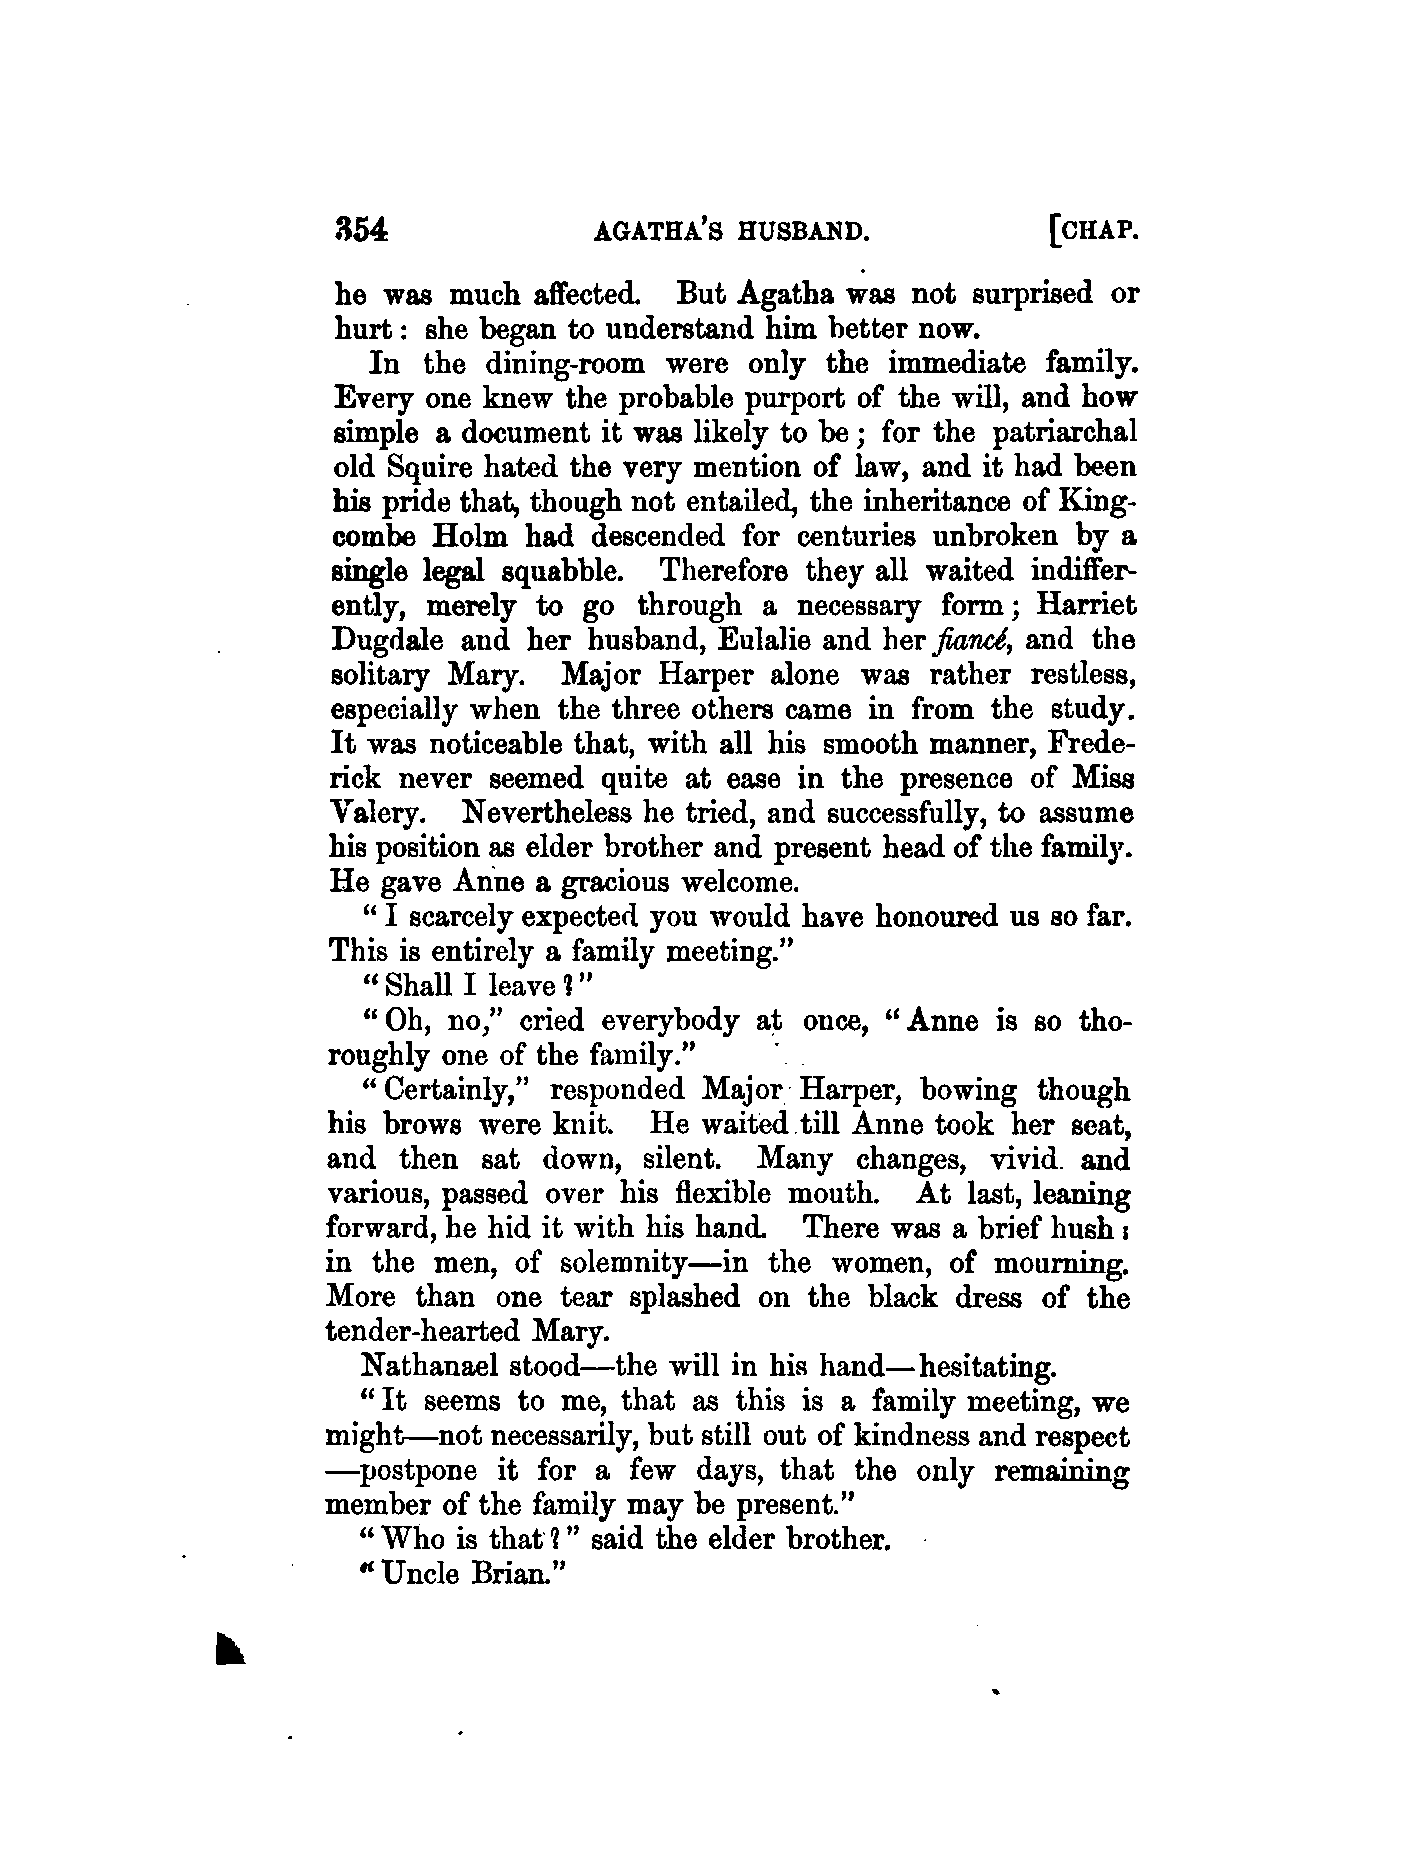 354 AGATHA'S HUSBAND. [CHAP.
he was much affected. But Agatha was not surprised or
hurt : she began to understand him better now.
In the dining-room were only the immediate family.
Every one knew the probable purport of the will, and how
simple a document it was likely to be ; for the patriarchal
old Squire hated the very mention of law, and it had been
his pride that, though not entailed, the inheritance of King-
combe Holm had descended for centuries unbroken by a
single legal squabble. Therefore they all waited indiffer-
ently, merely to go through a necessary form ; Harriet
Dugdale and her husband, Eulalie and her fiancé, and the
solitary Mary. Major Harper alone was rather restless,
especially when the three others came in from the study.
It was noticeable that, with all his smooth manner, Frede-
rick never seemed quite at ease in the presence of Miss
Valery. Nevertheless he tried, and successfully, to assume
his position as elder brother and present head of the family.
He gave Anne a gracious welcome.
" I scarcely expected you would have honoured us so far.
This is entirely a family meeting."
" Shall I leave ? "
" Oh, no," cried everybody at once, " Anne is so tho-
roughly one of the family."
" Certainly," responded Major Harper, bowing though
his brows were knit. He waited till Anne took her seat,
and then sat down, silent. Many changes, vivid and
various, passed over his flexible mouth. At last, leaning
forward, he hid it with his hand. There was a brief hush :
in the men, of solemnity—in the women, of mourning.
More than one tear splashed on the black dress of the
tender-hearted Mary.
Nathanael stood—the will in his hand—hesitating.
" It seems to me, that as this is a family meeting, we
might—not necessarily, but still out of kindness and respect
—postpone it for a few days, that the only remaining
member of the family may be present."
" Who is that ? " said the elder brother.
" Uncle Brian."